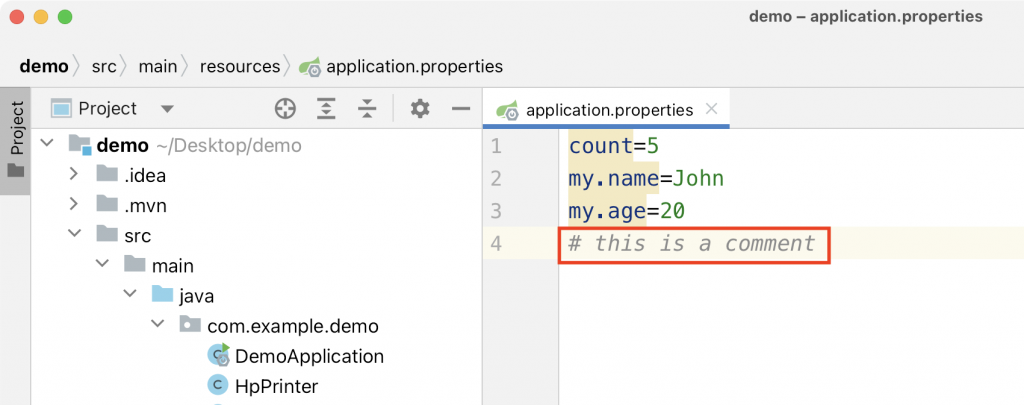 demo – application.properties
demo src main resources application.properties
Project
Project
application.properties
demo ~/Desktop/demo
.idea
.mvn
src
main
java
com.example.demo
DemoApplication
HpPrinter
1 count=5
2 my.name=John
3 my.age=20
4 # this is a comment